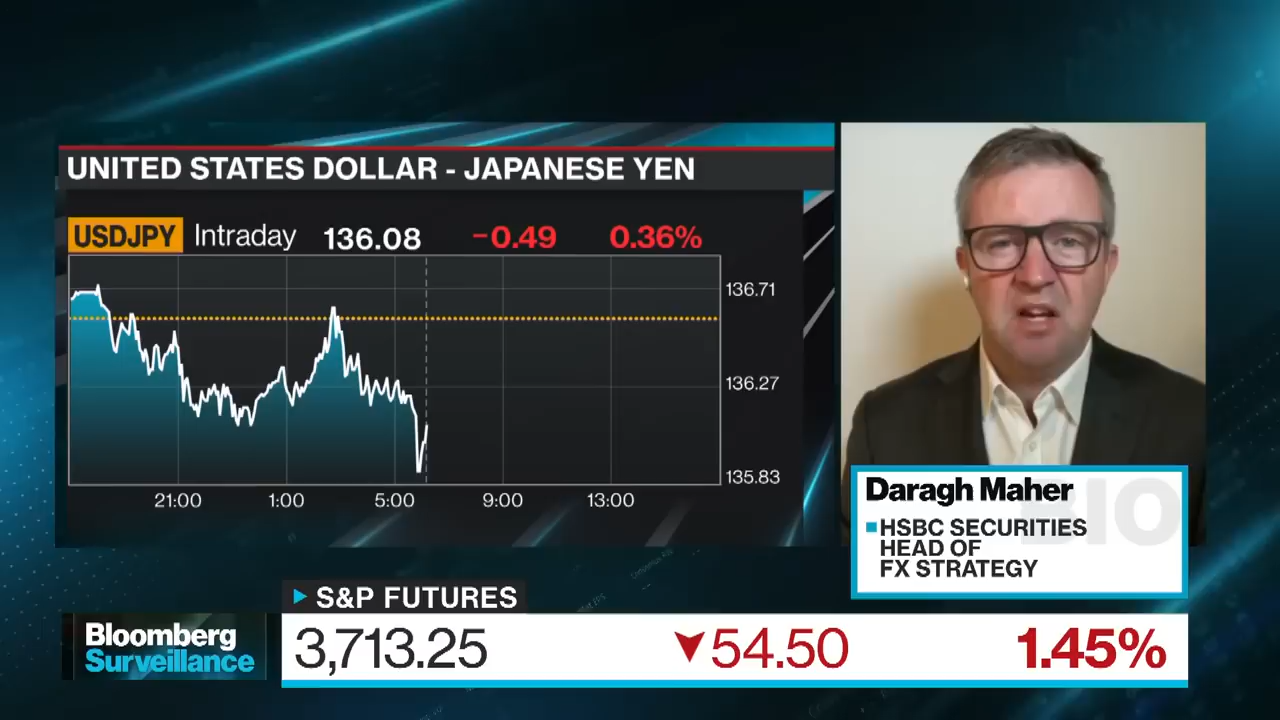 UNITED STATES DOLLAR - JAPANESE YEN
USDJPY Intraday 136.08 -0.49 0.36%
136.71
136.27
135.83
21:00 1:00 5:00 9:00 13:00
Daragh Maher
BIO
HSBC SECURITIES
HEAD OF
FX STRATEGY
S&P FUTURES
Bloomberg
Surveillance
3,713.25 54.50 1.45%